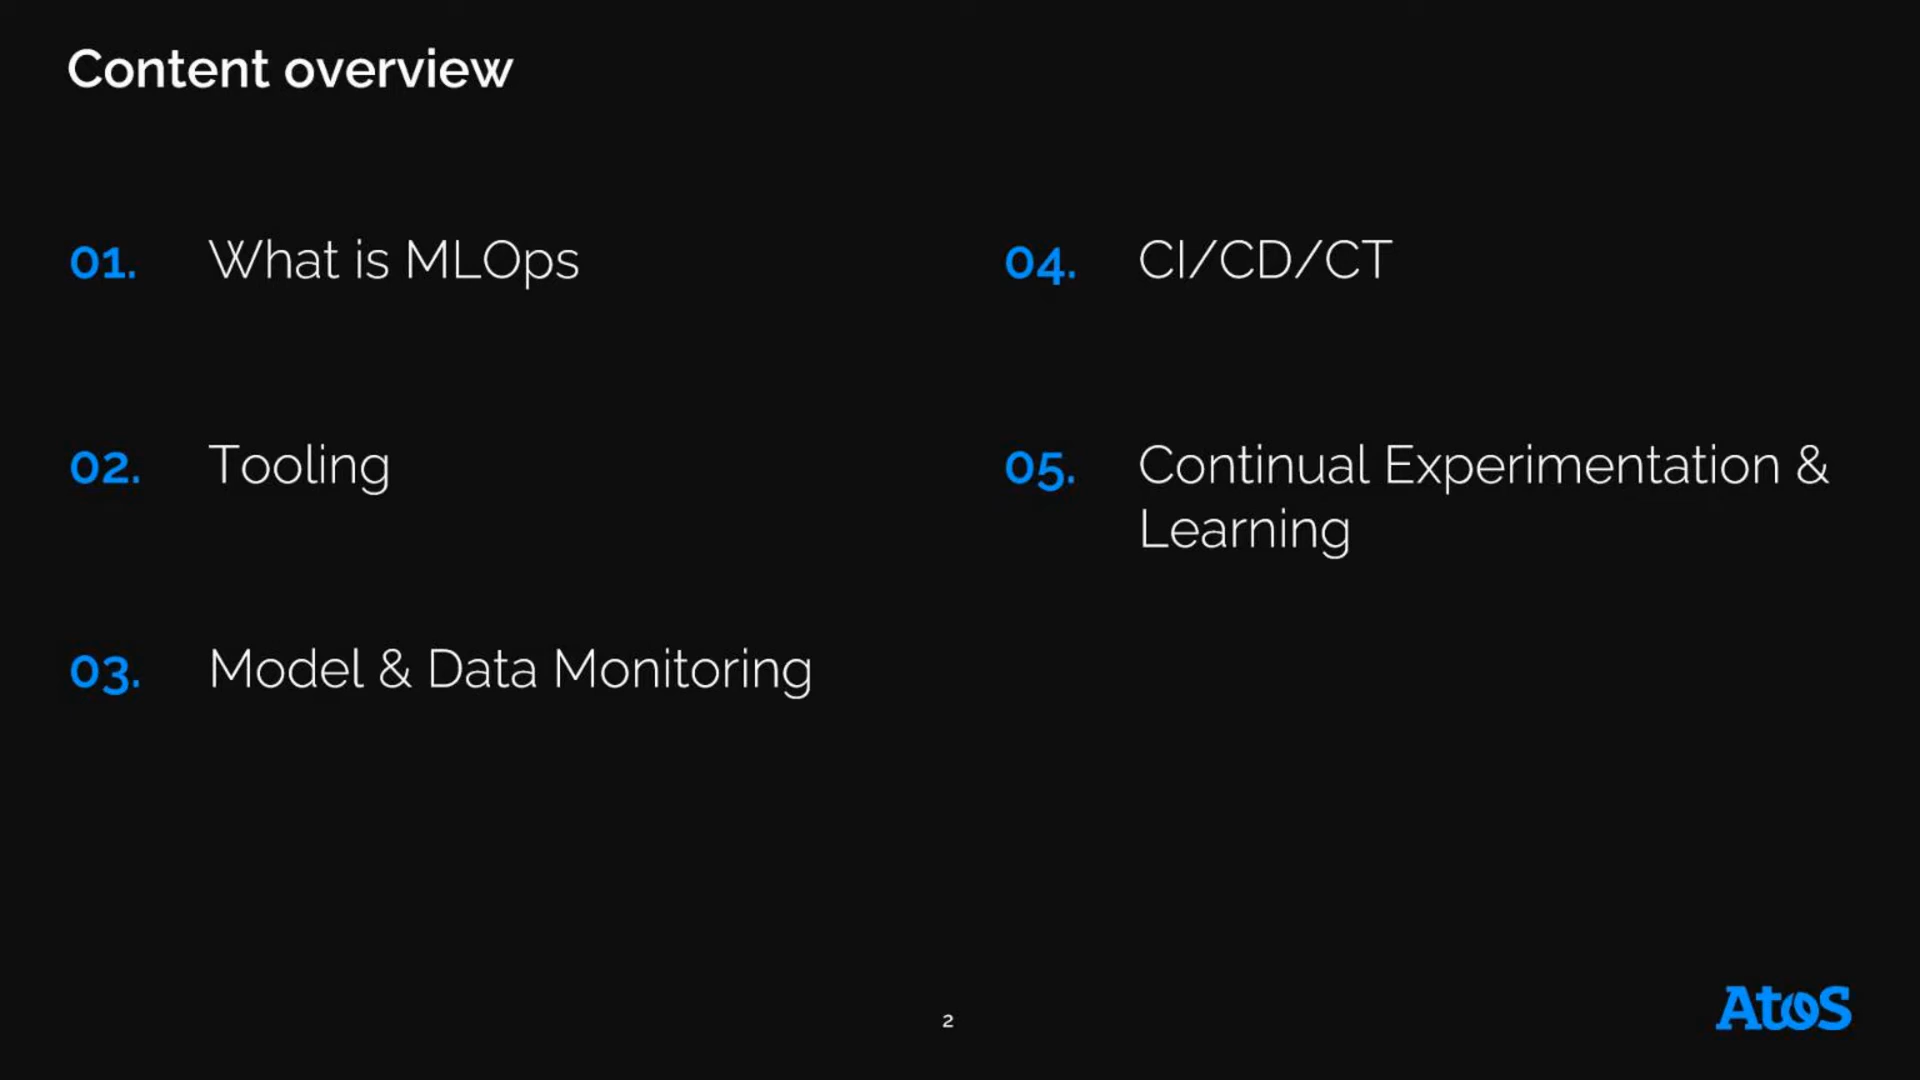 Content overview
01. What is MLOps
02. Tooling
03. Model & Data Monitoring
04. CI/CD/CT
05. Continual Experimentation &
Learning
2
Atos